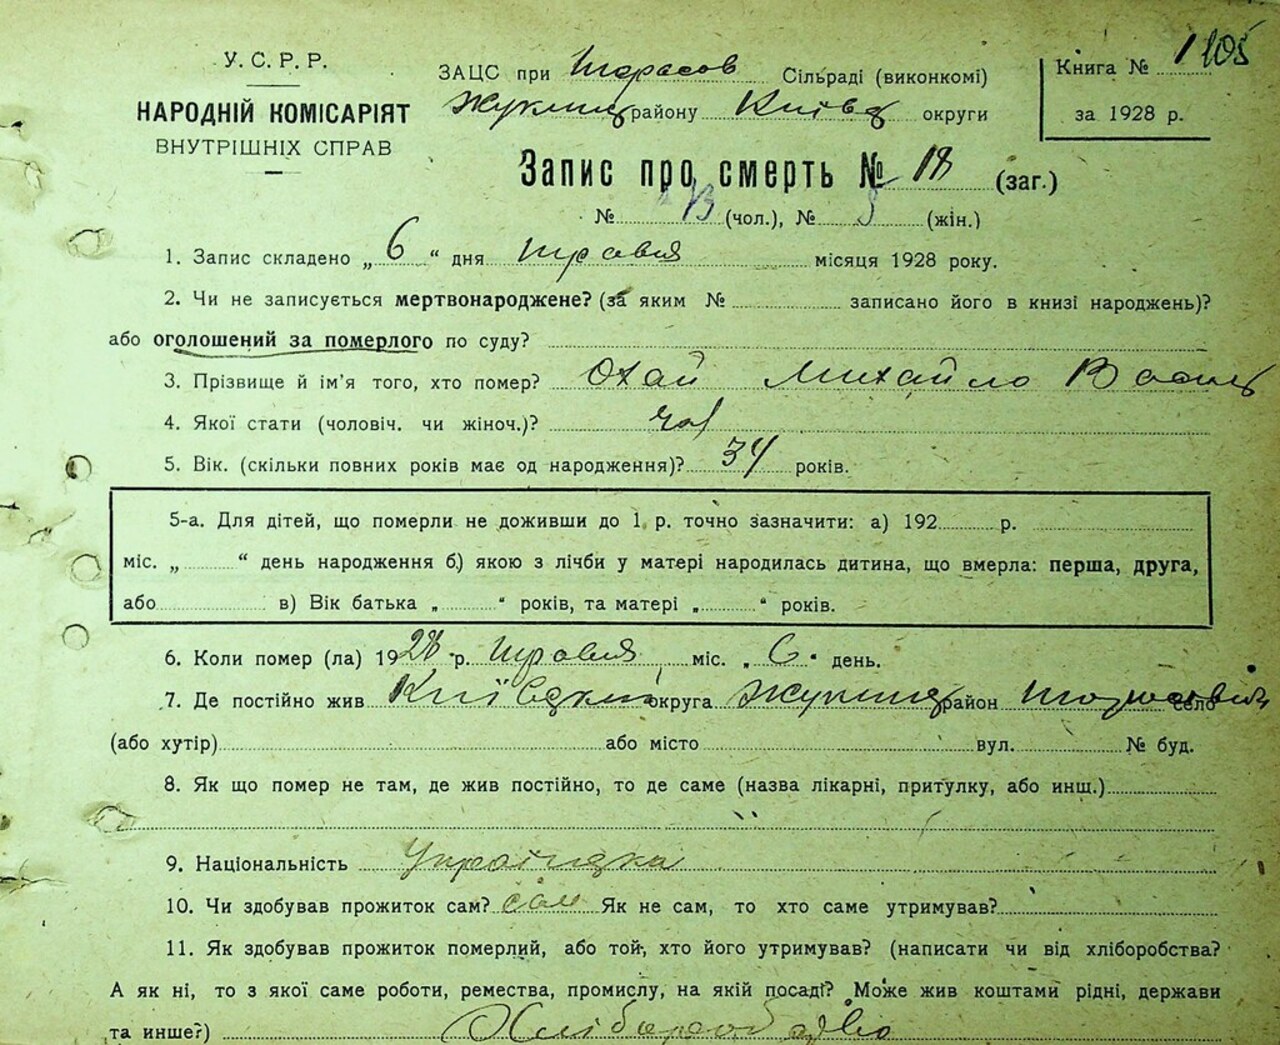 У. С. Р. Р.
НАРОДНІЙ КОМІСАРІЯТ
ВНУТРІШНІХ СПРАВ
ЗАЦС при Тарасов Сільраді (виконкомі)
району Київс округи
Книга № 1 105
за 1928 р.
Запис про смерть № 18 (заг.)
№ 13 (чол.), № (жін.)
1. Запис складено „ 6 “ дня травня місяця 1928 року.
2. Чи не записується мертвонароджене? (за яким № записано його в книзі народжень)?
або оголошений за померлого по суду?
3. Прізвище й ім’я того, хто помер? Охай Михайло Васил
4. Якої стати (чоловіч. чи жіноч.)? чол
5. Вік. (скільки повних років має од народження)? 34 років.
5-а. Для дітей, що померли не доживши до 1 р. точно зазначити: а) 192 р.
міс. „ “ день народження б.) якою з лічби у матері народилась дитина, що вмерла: перша, друга,
або в) Вік батька „ “ років, та матері „ “ років.
6. Коли помер (ла) 1928 р. травня міс. „ 6 “ день.
7. Де постійно жив Київська округа район село
(або хутір) або місто вул. № буд.
8. Як що помер не там, де жив постійно, то де саме (назва лікарні, притулку, або инш.)
9. Національність Українська
10. Чи здобував прожиток сам? сам Як не сам, то хто саме утримував?
11. Як здобував прожиток померлий, або той, хто його утримував? (написати чи від хліборобства?
А як ні, то з якої саме роботи, ремества, промислу, на якій посаді? Може жив коштами рідні, держави
та инше?) Хліборобство